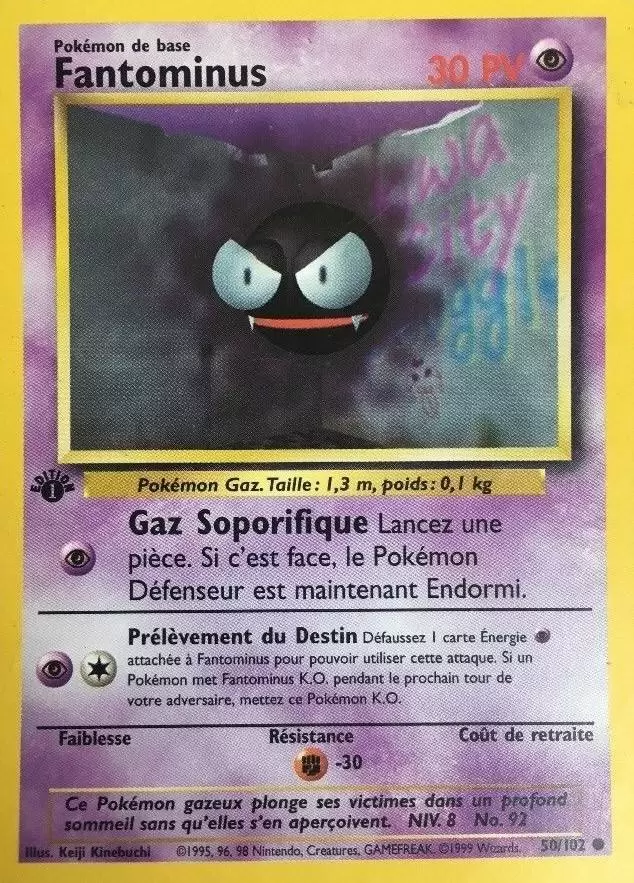 Pokémon de base
Fantominus
30 PV
wa
City
ggl
Pokémon Gaz. Taille : 1,3 m, poids : 0,1 kg
EDITION
1
Gaz Soporifique Lancez une
pièce. Si c'est face, le Pokémon
Défenseur est maintenant Endormi.
Prélèvement du Destin Défaussez 1 carte Énergie
attachée à Fantominus pour pouvoir utiliser cette attaque. Si un
Pokémon met Fantominus K.O. pendant le prochain tour de
votre adversaire, mettez ce Pokémon K.O.
Faiblesse Résistance Coût de retraite
-30
Ce Pokémon gazeux plonge ses victimes dans un profond
sommeil sans qu'elles s'en aperçoivent. NIV. 8 No. 92
Illus. Keiji Kinebuchi ©1995, 96, 98 Nintendo, Creatures, GAMEFREAK. ©1999 Wizards. 50/102